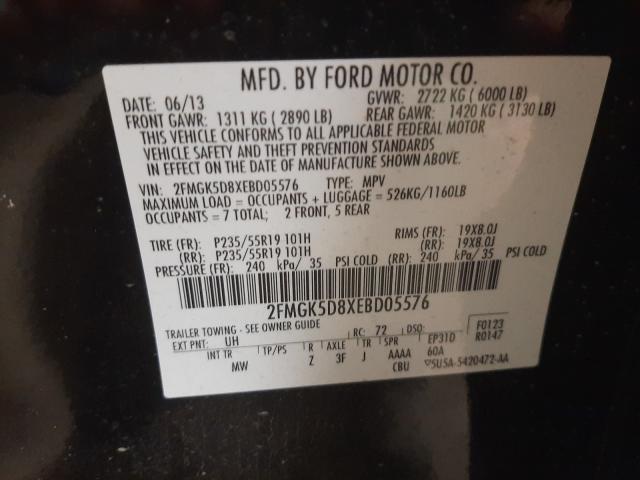 MFD. BY FORD MOTOR CO.
DATE: 06/13 GVWR: 2722 KG ( 6000 LB)
FRONT GAWR: 1311 KG ( 2890 LB) REAR GAWR: 1420 KG ( 3130 LB)
THIS VEHICLE CONFORMS TO ALL APPLICABLE FEDERAL MOTOR
VEHICLE SAFETY AND THEFT PREVENTION STANDARDS
IN EFFECT ON THE DATE OF MANUFACTURE SHOWN ABOVE.
VIN: 2FMGK5D8XEBD05576 TYPE: MPV
MAXIMUM LOAD = OCCUPANTS + LUGGAGE = 526KG/1160LB
OCCUPANTS = 7 TOTAL; 2 FRONT, 5 REAR
TIRE (FR): P235/55R19 101H RIMS (FR): 19X8.0J
(RR): P235/55R19 101H (RR): 19X8.0J
PRESSURE (FR): 240 kPa/ 35 PSI COLD (RR): 240 kPa/ 35 PSI COLD
2FMGK5D8XEBD05576
TRAILER TOWING - SEE OWNER GUIDE
EXT PNT: UH RC: 72 DSO: F0123
INT TR TP/PS R AXLE TR SPR EP31D R0147
MW 2 3F J AAAA 60A
CBU ▽5U5A-5420472-AA